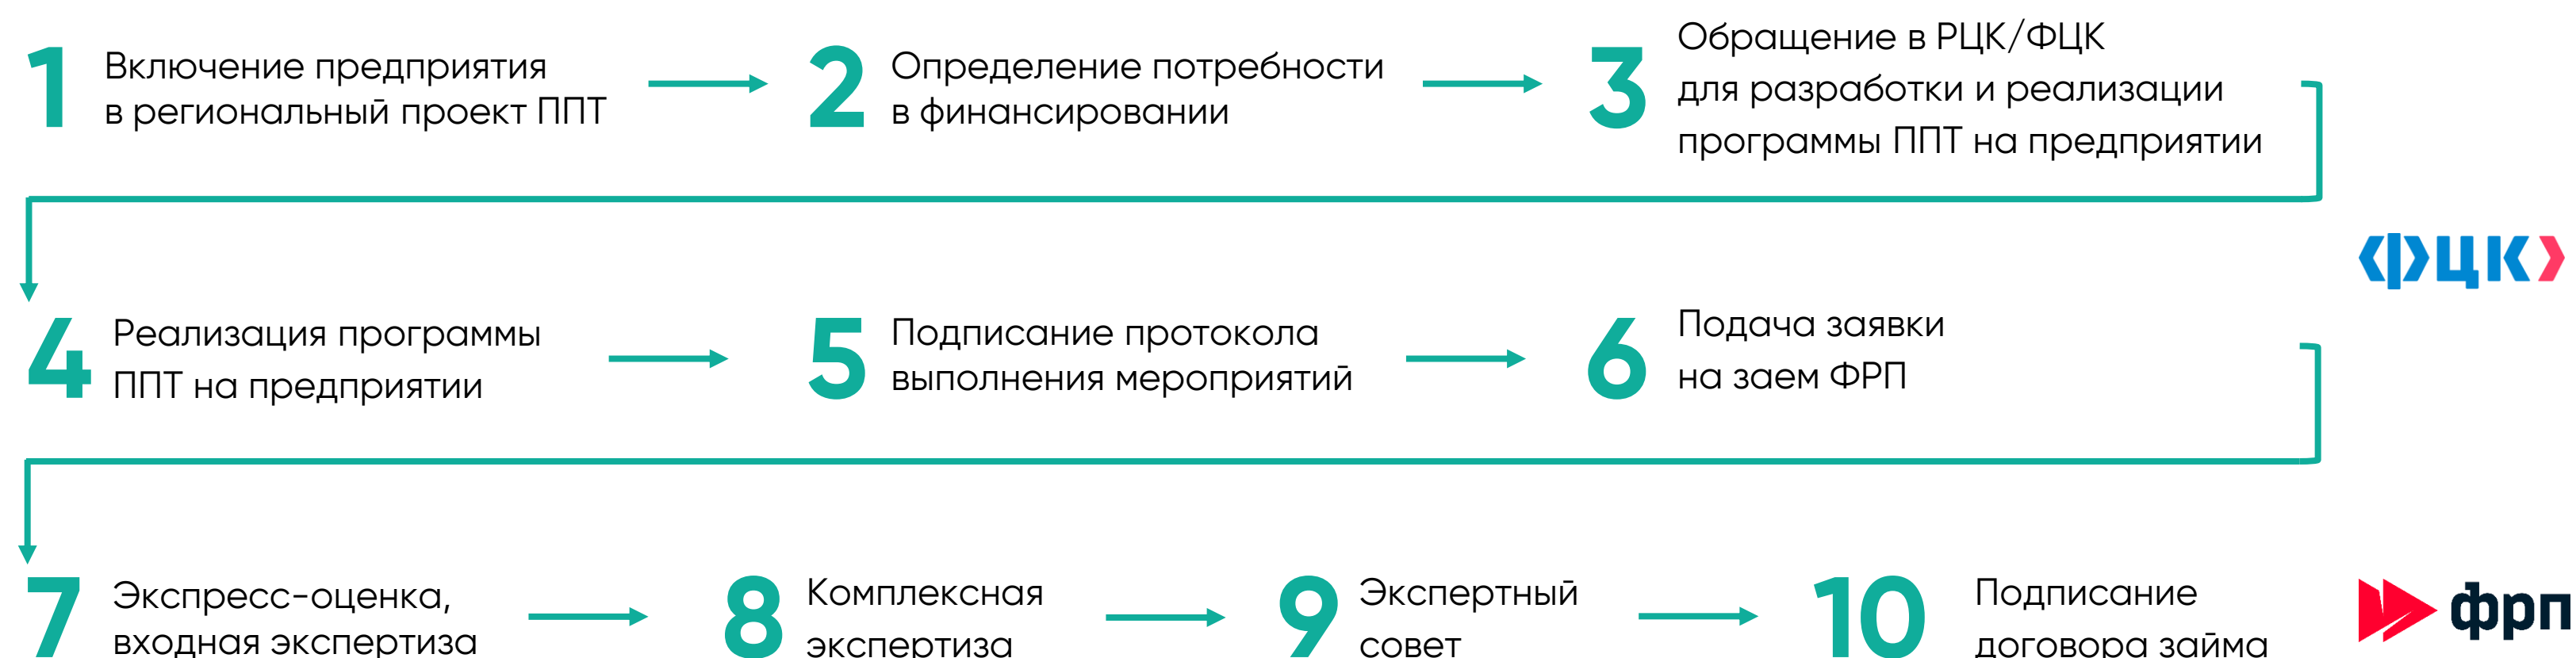 1
Включение предприятия
в региональный проект ППТ
2
Определение потребности
в финансировании
3
Обращение в РЦК/ФЦК
для разработки и реализации
программы ППТ на предприятии
фцк
4
Реализация программы
ППТ на предприятии
5
Подписание протокола
выполнения мероприятий
6
Подача заявки
на заем ФРП
7
Экспресс-оценка,
входная экспертиза
8
Комплексная
экспертиза
9
Экспертный
совет
10
Подписание
договора займа
фрп